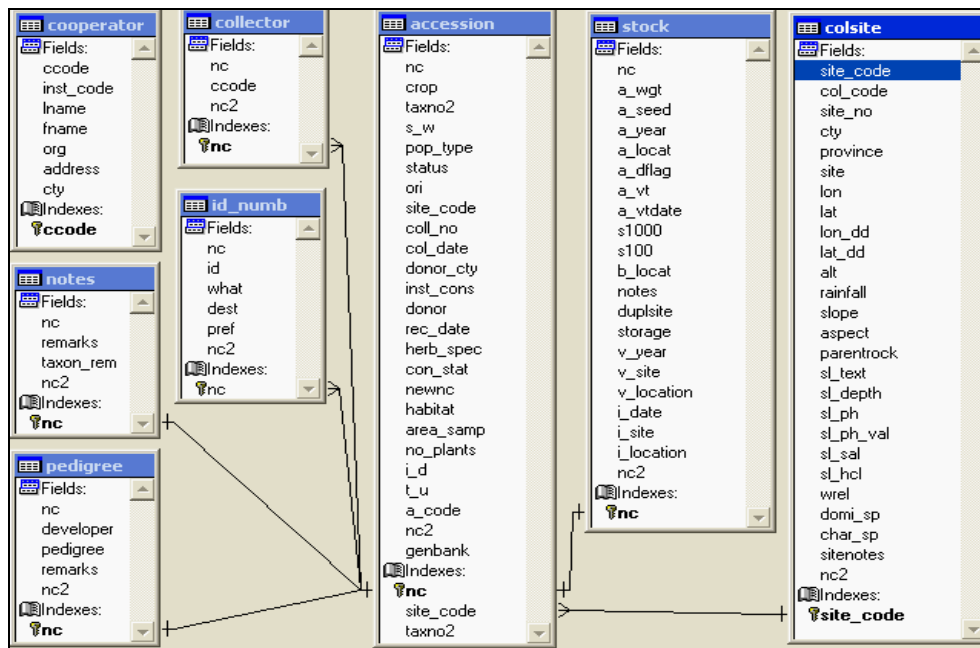 cooperator
Fields:
ccode
inst_code
lname
fname
org
address
cty
Indexes:
ccode
collector
Fields:
nc
ccode
nc2
Indexes:
nc
id_numb
Fields:
nc
id
what
dest
pref
nc2
Indexes:
nc
notes
Fields:
nc
remarks
taxon_rem
nc2
Indexes:
nc
pedigree
Fields:
nc
developer
pedigree
remarks
nc2
Indexes:
nc
accession
Fields:
nc
crop
taxno2
s_w
pop_type
status
ori
site_code
coll_no
col_date
donor_cty
inst_cons
donor
rec_date
herb_spec
con_stat
newnc
habitat
area_samp
no_plants
i_d
t_u
a_code
nc2
genbank
Indexes:
nc
site_code
taxno2
stock
Fields:
nc
a_wgt
a_seed
a_year
a_locat
a_dflag
a_vt
a_vtdate
s1000
s100
b_locat
notes
duplsite
storage
v_year
v_site
v_location
i_date
i_site
i_location
nc2
Indexes:
nc
colsite
Fields:
site_code
col_code
site_no
cty
province
site
lon
lat
lon_dd
lat_dd
alt
rainfall
slope
aspect
parentrock
sl_text
sl_depth
sl_ph
sl_ph_val
sl_sal
sl_hcl
wrel
domi_sp
char_sp
sitenotes
nc2
Indexes:
site_code